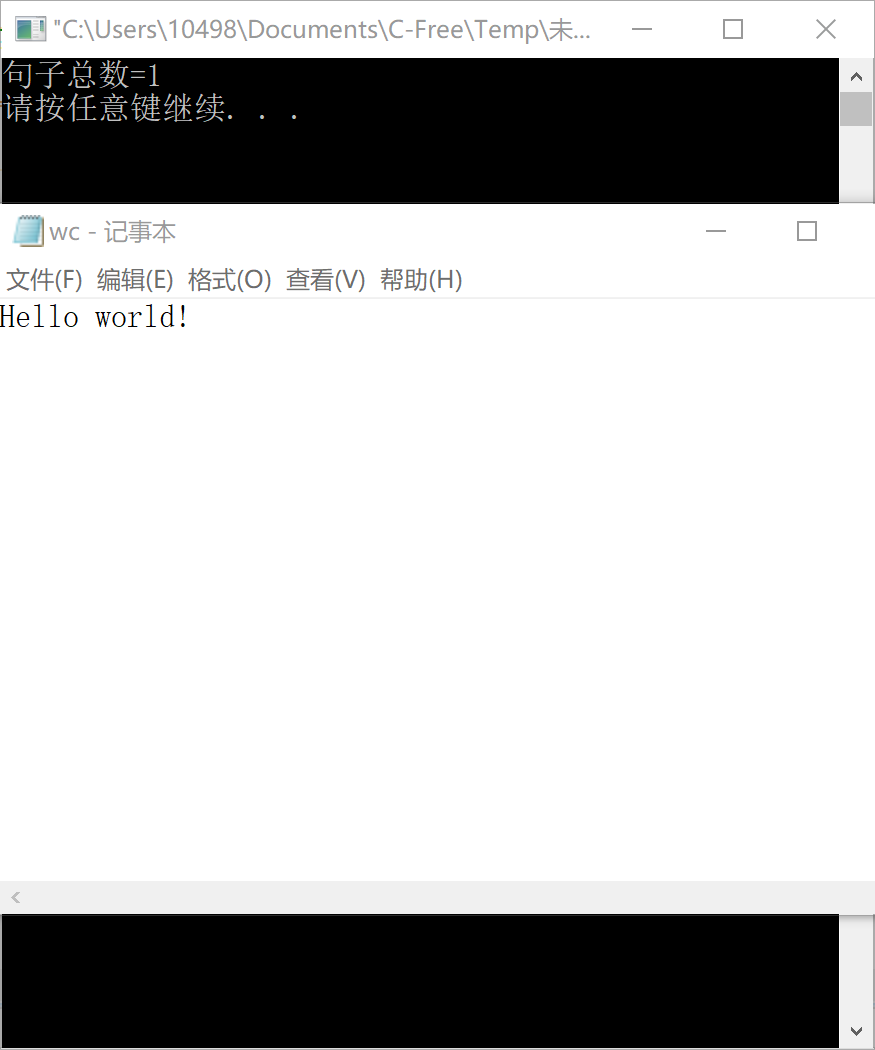 "C:\Users\10498\Documents\C-Free\Temp\未...
句子总数=1
请按任意键继续. . .
wc - 记事本
文件(F) 编辑(E) 格式(O) 查看(V) 帮助(H)
Hello world!